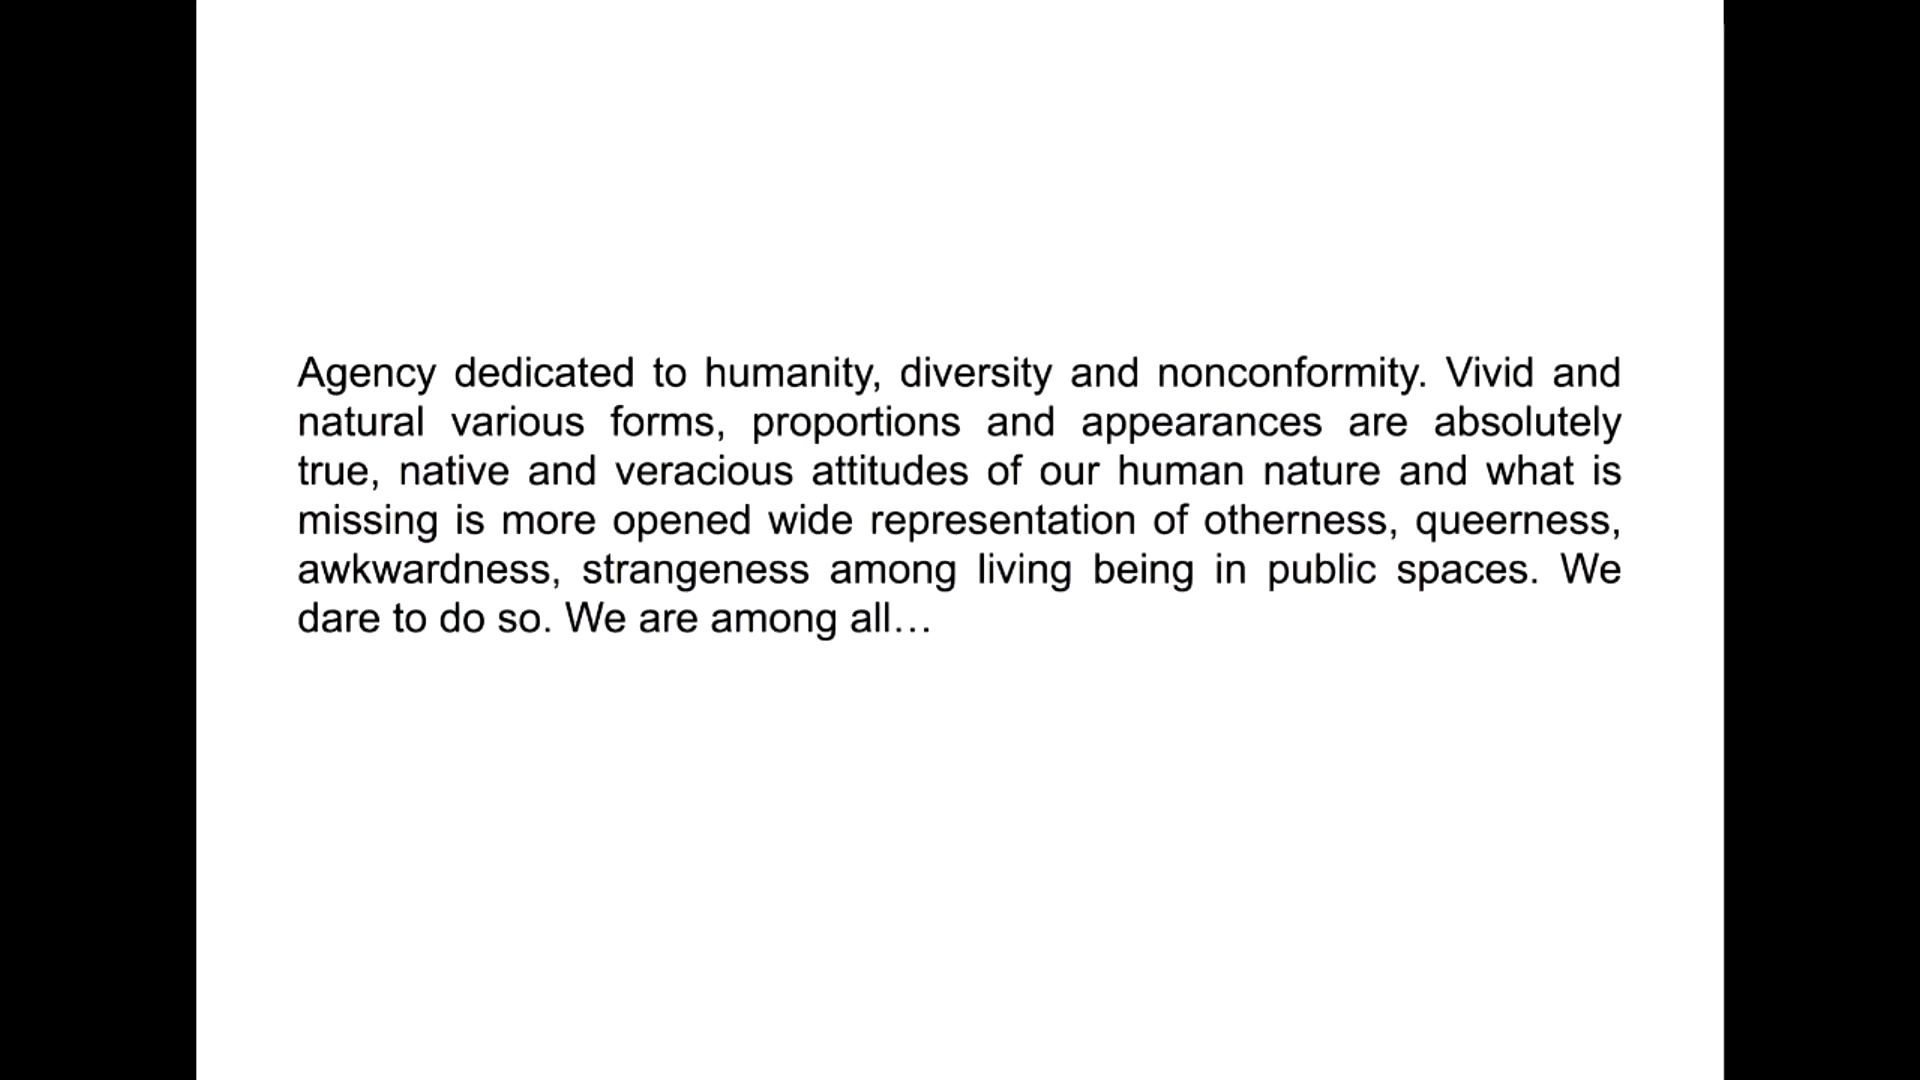 Agency dedicated to humanity, diversity and nonconformity. Vivid and
natural various forms, proportions and appearances are absolutely
true, native and veracious attitudes of our human nature and what is
missing is more opened wide representation of otherness, queerness,
awkwardness, strangeness among living being in public spaces. We
dare to do so. We are among all…